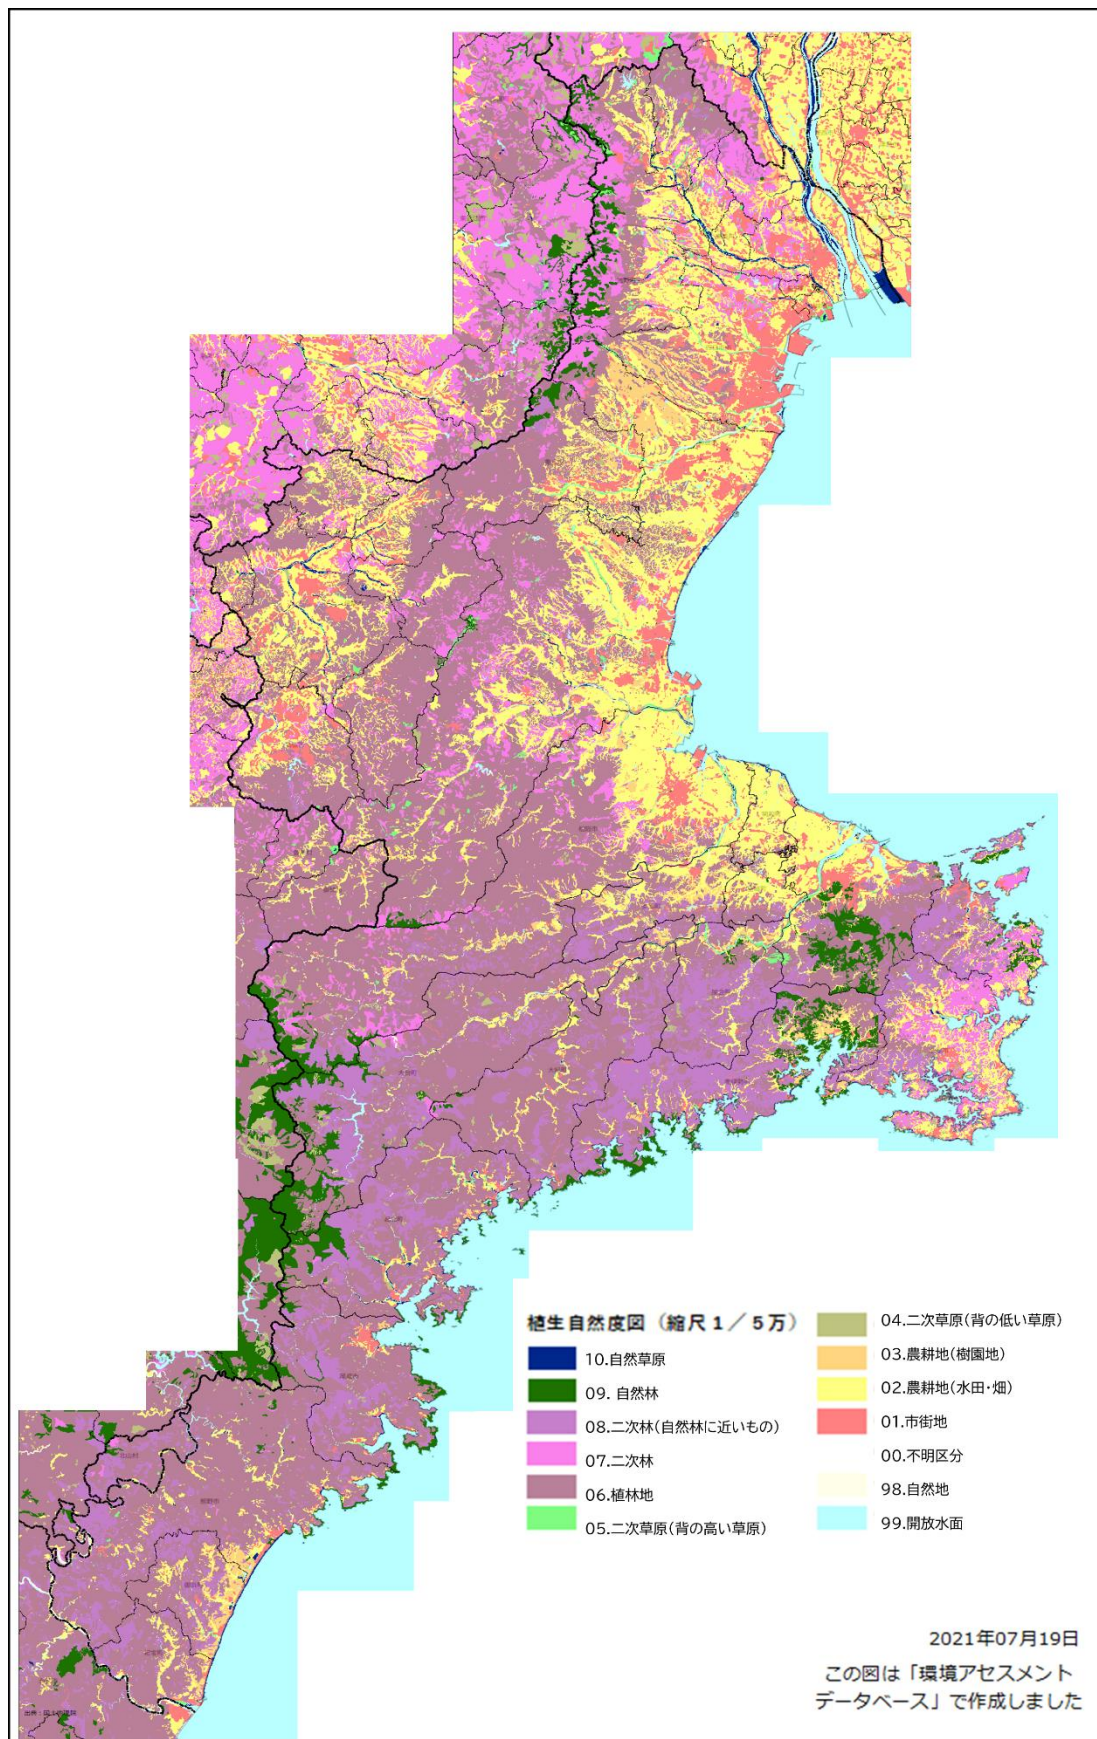 植生自然度図（縮尺１／５万）
10.自然草原
09. 自然林
08.二次林(自然林に近いもの)
07.二次林
06.植林地
05.二次草原(背の高い草原)
04.二次草原(背の低い草原)
03.農耕地(樹園地)
02.農耕地(水田・畑)
01.市街地
00.不明区分
98.自然地
99.開放水面
2021年07月19日
この図は「環境アセスメント
データベース」で作成しました